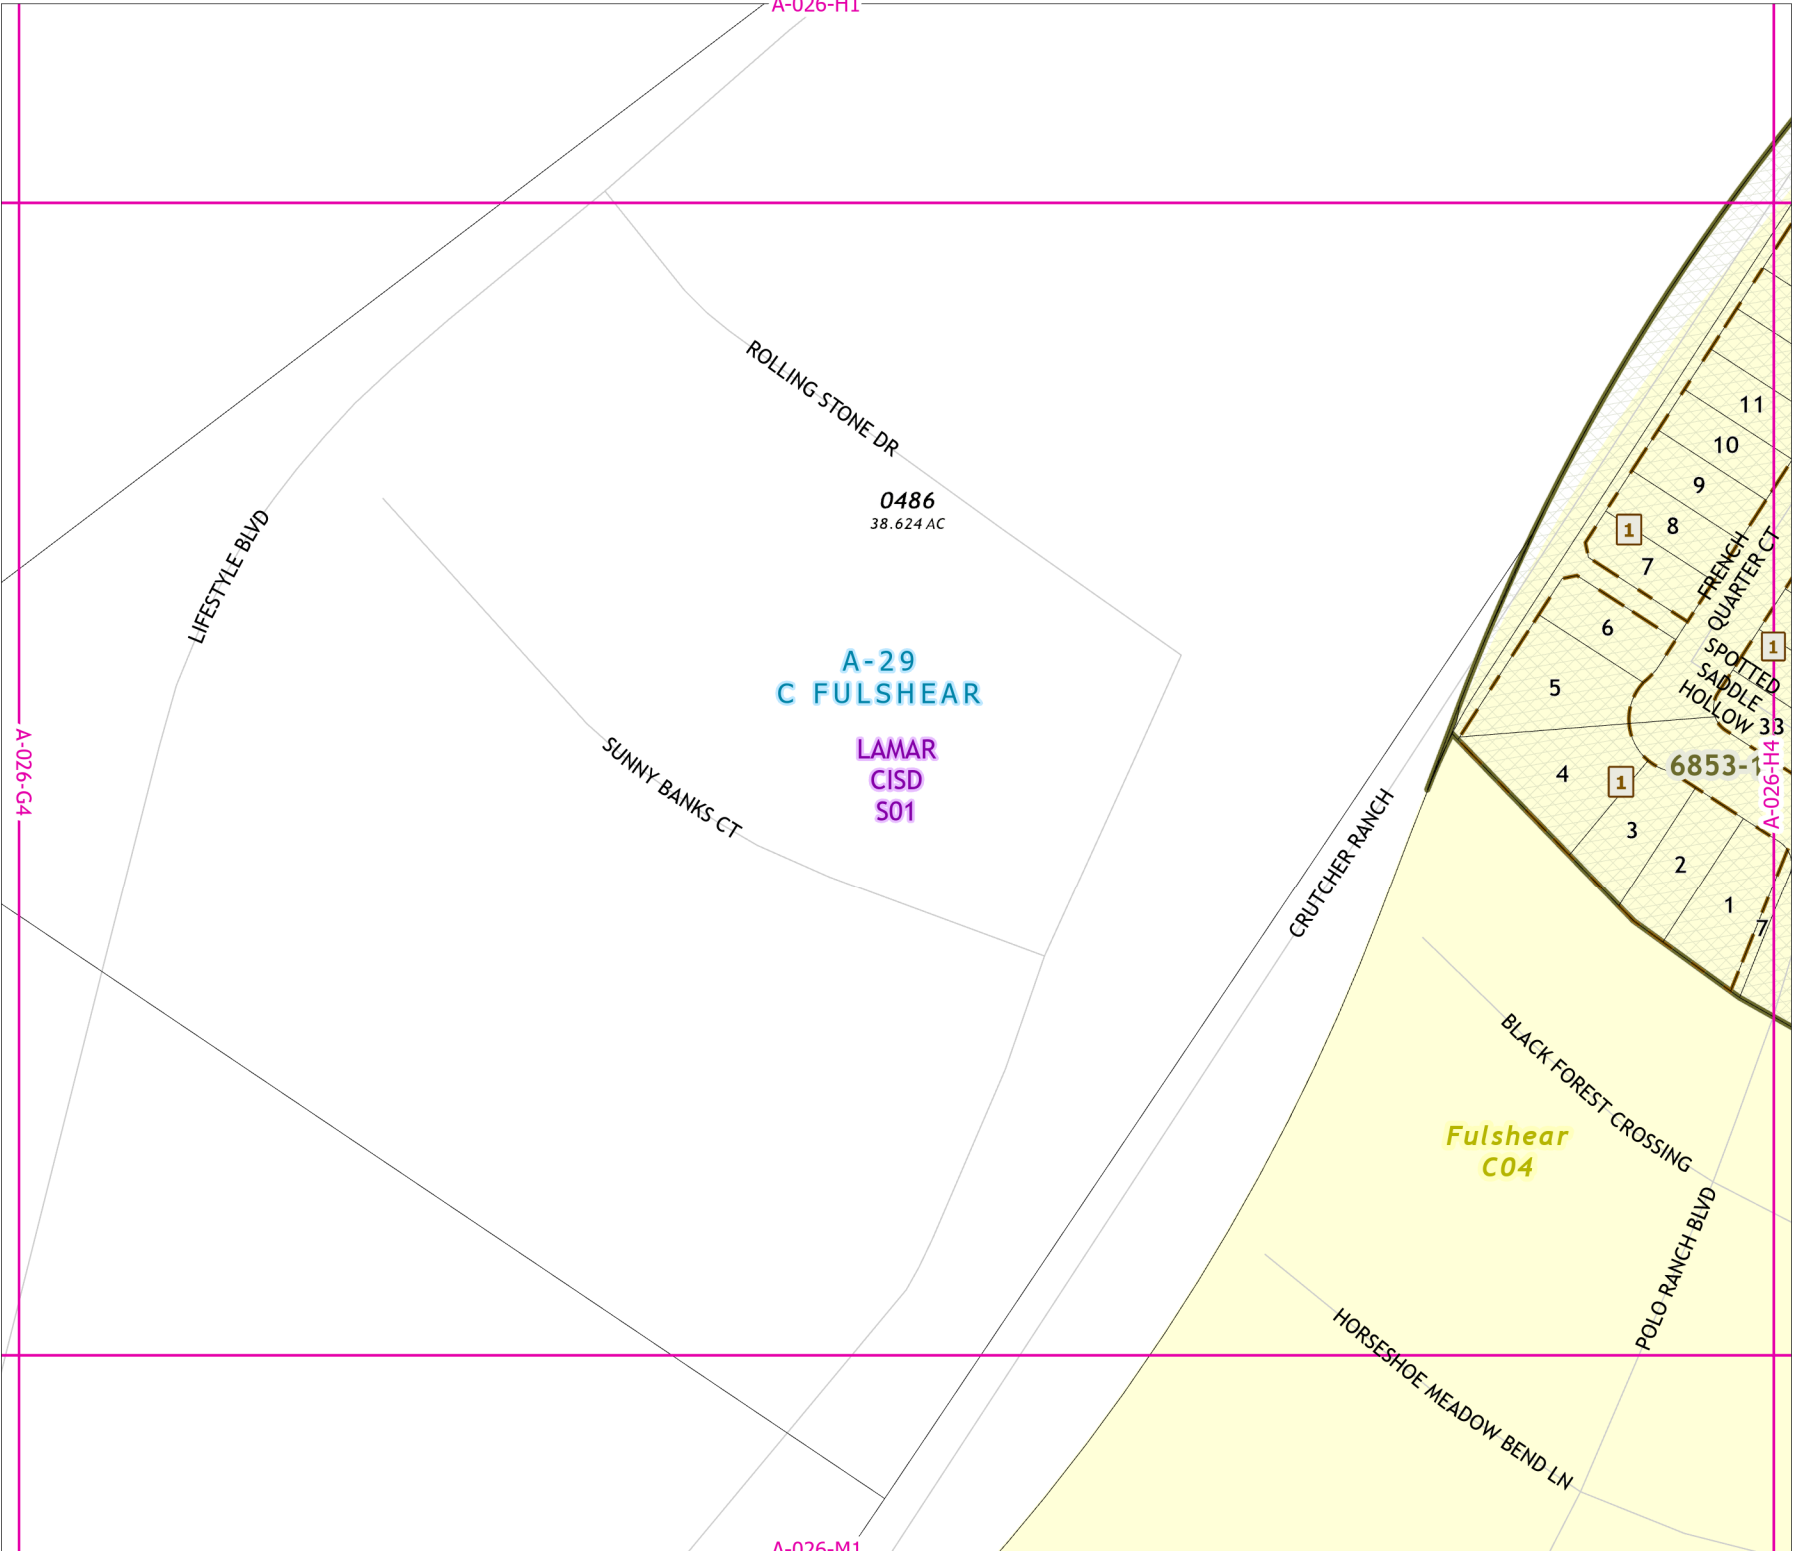 A-026-H1
ROLLING STONE DR
0486
38.624 AC
LIFESTYLE BLVD
A-29
C FULSHEAR
LAMAR
CISD
S01
SUNNY BANKS CT
A-026-G4
CRUTCHER RANCH
11
10
9
8
1
7
FRENCH
QUARTER CT
6
1
SPOTTED
SADDLE
HOLLOW
5
33
6853-1
A-026-H4
4
1
3
2
1
7
BLACK FOREST CROSSING
Fulshear
C04
POLO RANCH BLVD
HORSESHOE MEADOW BEND LN
A-026-M1